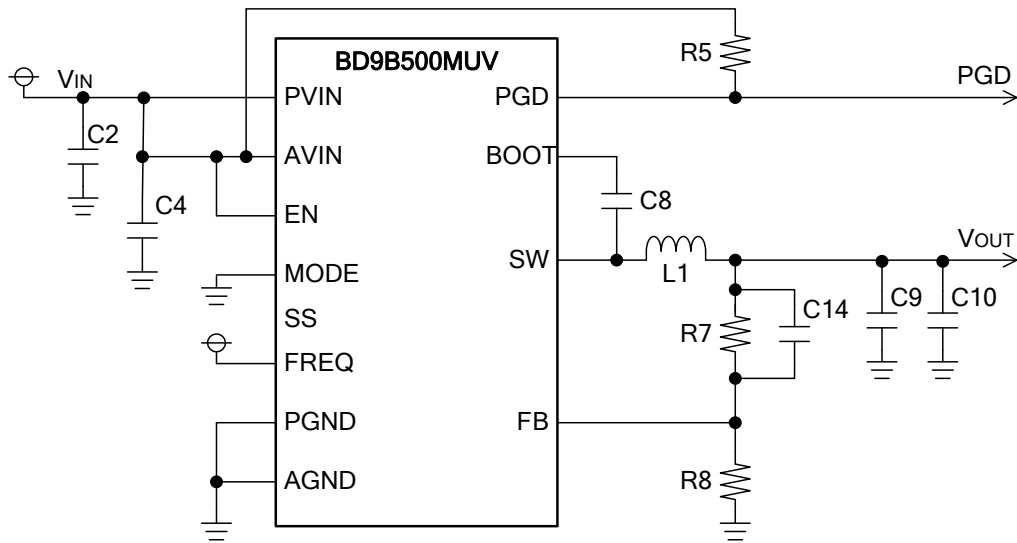 BD9B500MUV
R5
VIN
PVIN
PGD
PGD
C2
AVIN
BOOT
C4
C8
EN
SW
VOUT
L1
MODE
C14
C9
C10
SS
R7
FREQ
PGND
FB
AGND
R8